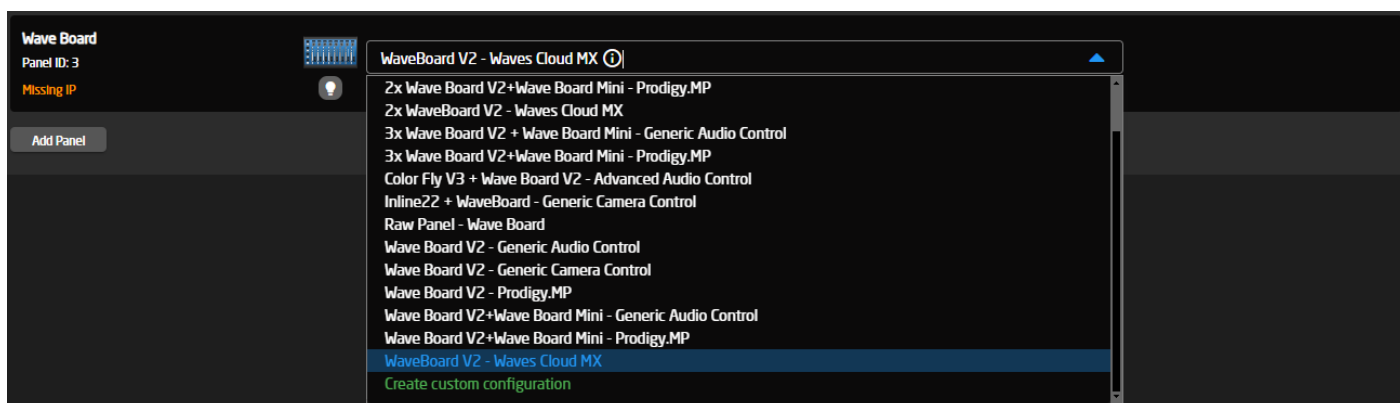 Wave Board
Panel ID: 3
Missing IP
Add Panel
WaveBoard V2 - Waves Cloud MX
2x Wave Board V2+Wave Board Mini - Prodigy.MP
2x WaveBoard V2 - Waves Cloud MX
3x Wave Board V2 + Wave Board Mini - Generic Audio Control
3x Wave Board V2+Wave Board Mini - Prodigy.MP
Color Fly V3 + Wave Board V2 - Advanced Audio Control
Inline22 + WaveBoard - Generic Camera Control
Raw Panel - Wave Board
Wave Board V2 - Generic Audio Control
Wave Board V2 - Generic Camera Control
Wave Board V2 - Prodigy.MP
Wave Board V2+Wave Board Mini - Generic Audio Control
Wave Board V2+Wave Board Mini - Prodigy.MP
WaveBoard V2 - Waves Cloud MX
Create custom configuration